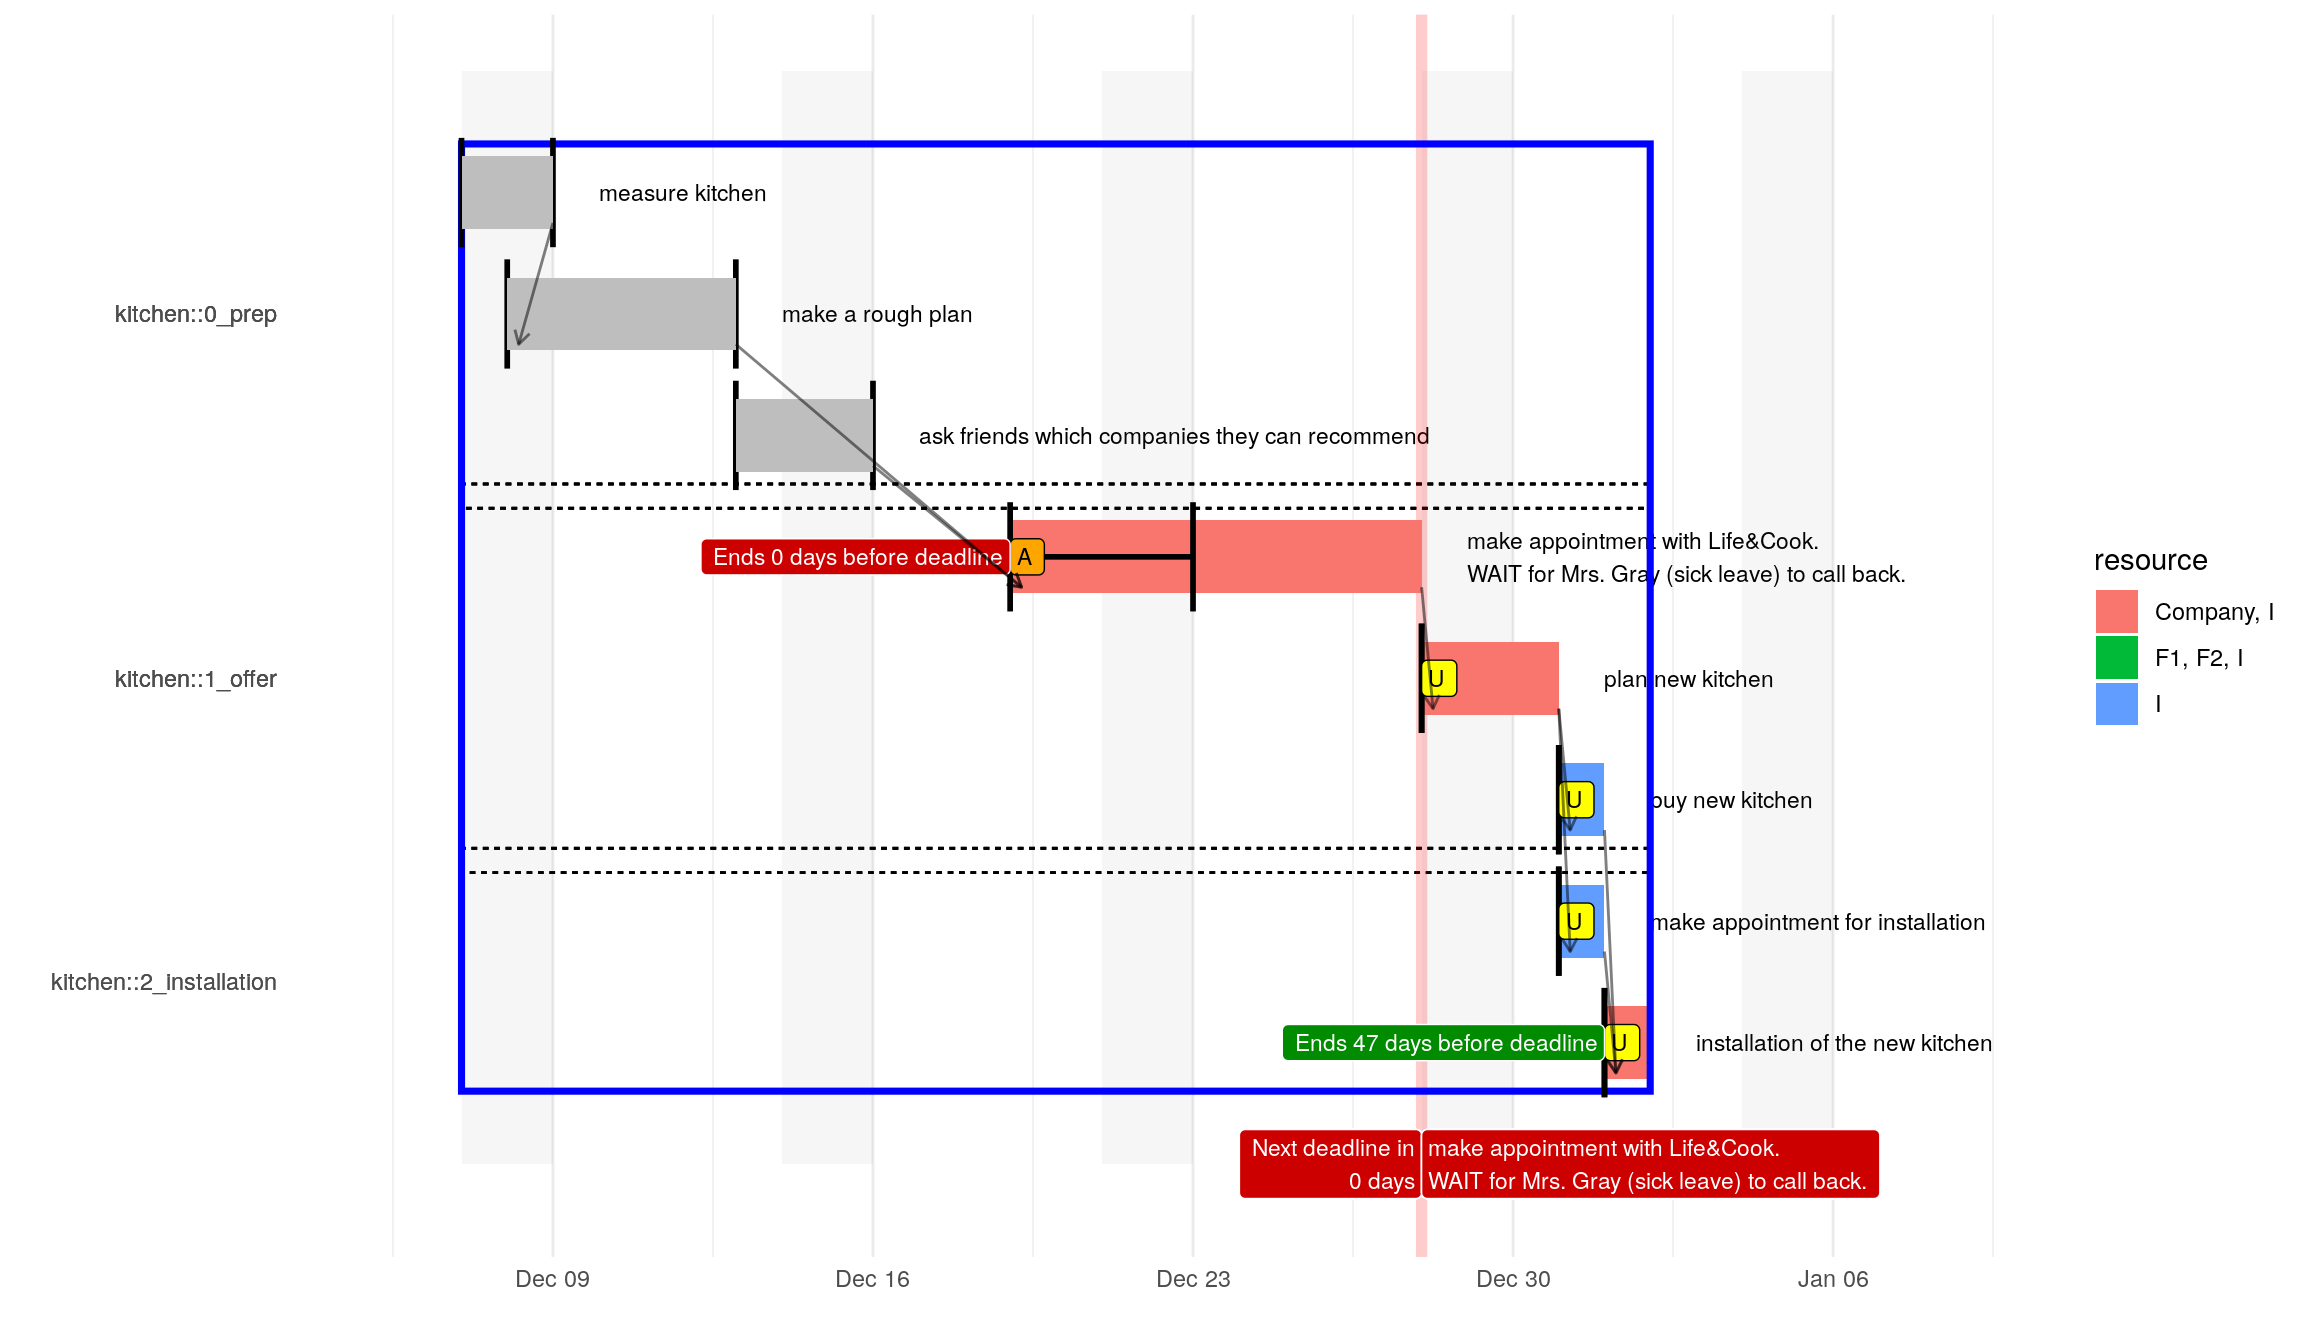 measure kitchen
kitchen::0_prep
make a rough plan
ask friends which companies they can recommend
make appointment with Life&Cook.
WAIT for Mrs. Gray (sick leave) to call back.
Ends 0 days before deadline
A
kitchen::1_offer
U
plan new kitchen
U
buy new kitchen
U
make appointment for installation
kitchen::2_installation
Ends 47 days before deadline
U
installation of the new kitchen
Next deadline in
0 days
make appointment with Life&Cook.
WAIT for Mrs. Gray (sick leave) to call back.
Dec 09
Dec 16
Dec 23
Dec 30
Jan 06
resource
Company, I
F1, F2, I
I